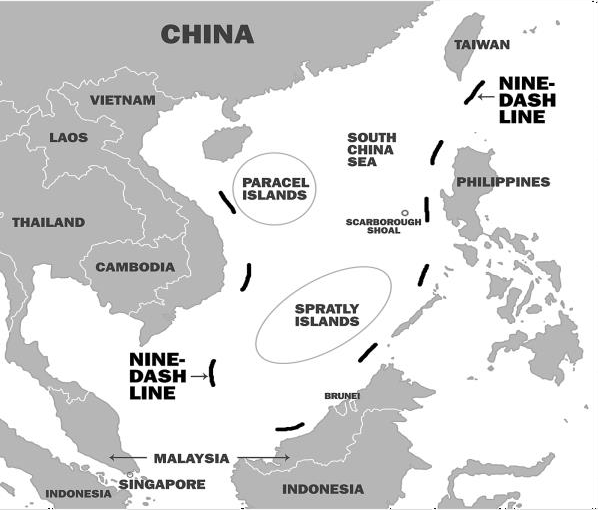 CHINA
TAIWAN
NINE-
DASH
LINE
VIETNAM
LAOS
SOUTH
CHINA
SEA
PARACEL
ISLANDS
PHILIPPINES
THAILAND
SCARBOROUGH
SHOAL
CAMBODIA
SPRATLY
ISLANDS
NINE-
DASH
LINE
BRUNEI
MALAYSIA
SINGAPORE
INDONESIA
INDONESIA